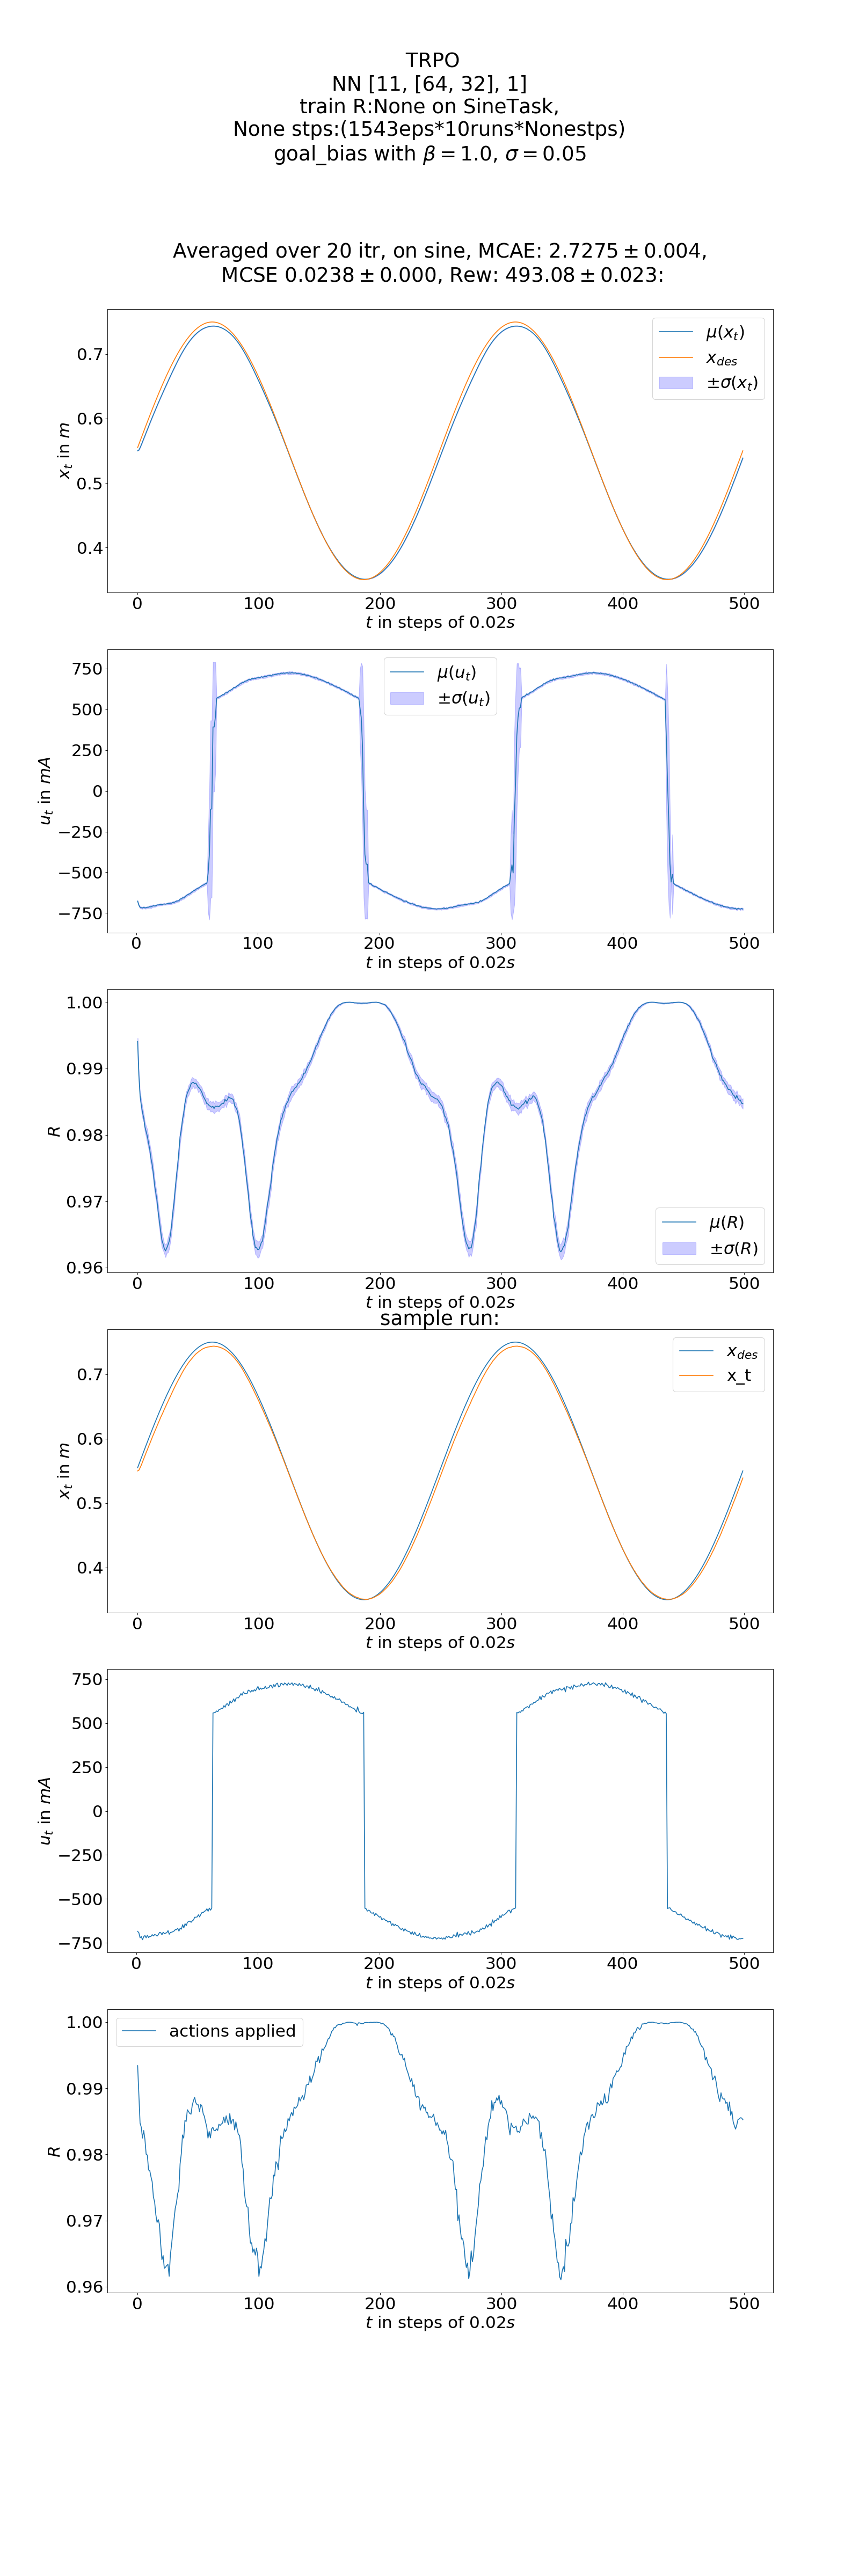 TRPO
NN [11, [64, 32], 1]
train R:None on SineTask,
None stps:(1543eps*10runs*Nonestps)
goal_bias with β = 1.0, σ = 0.05
Averaged over 20 itr, on sine, MCAE: 2.7275 ± 0.004,
MCSE 0.0238 ± 0.000, Rew: 493.08 ± 0.023:
μ(x_t)
x_des
±σ(x_t)
0.7
0.6
0.5
0.4
x_t in m
0 100 200 300 400 500
t in steps of 0.02s
μ(u_t)
±σ(u_t)
750
500
250
0
−250
−500
−750
u_t in mA
0 100 200 300 400 500
t in steps of 0.02s
1.00
0.99
0.98
0.97
0.96
R
μ(R)
±σ(R)
0 100 200 300 400 500
t in steps of 0.02s
sample run:
x_des
x_t
0.7
0.6
0.5
0.4
x_t in m
0 100 200 300 400 500
t in steps of 0.02s
750
500
250
0
−250
−500
−750
u_t in mA
0 100 200 300 400 500
t in steps of 0.02s
actions applied
1.00
0.99
0.98
0.97
0.96
R
0 100 200 300 400 500
t in steps of 0.02s